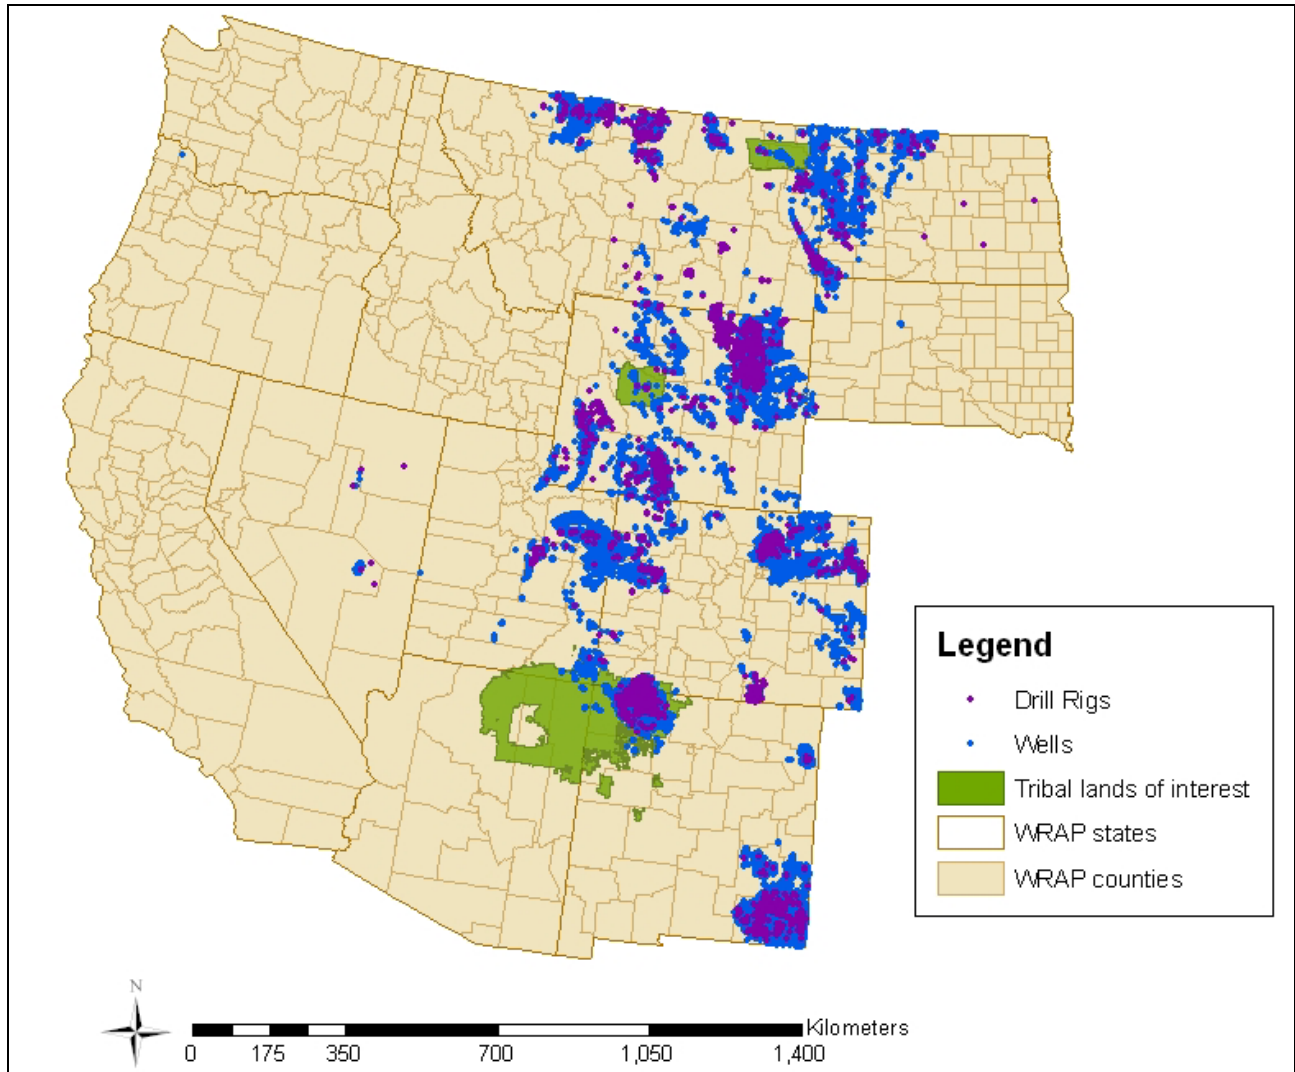 Legend
Drill Rigs
Wells
Tribal lands of interest
WRAP states
WRAP counties
N
Kilometers
0 175 350 700 1,050 1,400